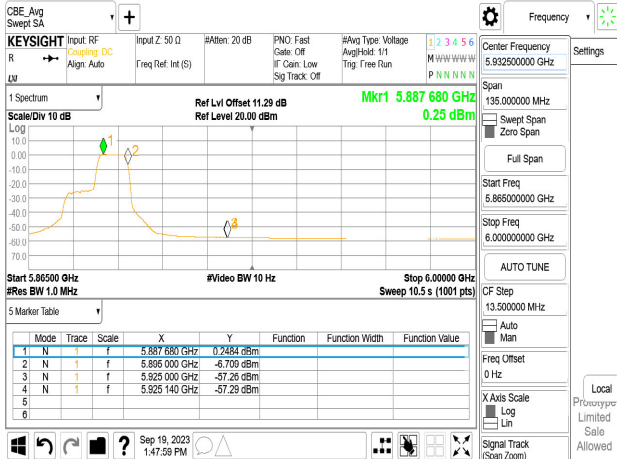 CBE_Avg
Swept SA
+
Frequency
KEYSIGHT
Input: RF
Coupling: DC
Align: Auto
R
LXI
Input Z: 50 Ω
Freq Ref: Int (S)
#Atten: 20 dB
PNO: Fast
Gate: Off
IF Gain: Low
Sig Track: Off
#Avg Type: Voltage
Avg|Hold: 1/1
Trig: Free Run
1 2 3 4 5 6
M W W W W W
P N N N N N
1 Spectrum
Scale/Div 10 dB
Ref Lvl Offset 11.29 dB
Ref Level 20.00 dBm
Mkr1 5.887 680 GHz
0.25 dBm
Log
10.0
0.00
-10.0
-20.0
-30.0
-40.0
-50.0
-60.0
70.0
1
2
3
Start 5.86500 GHz
#Res BW 1.0 MHz
#Video BW 10 Hz
Stop 6.00000 GHz
Sweep 10.5 s (1001 pts)
5 Marker Table
Mode Trace Scale X Y Function Function Width Function Value
1 N 1 f 5.887 680 GHz 0.2484 dBm
2 N 1 f 5.895 000 GHz -6.709 dBm
3 N 1 f 5.925 000 GHz -57.26 dBm
4 N 1 f 5.925 140 GHz -57.29 dBm
5
6
?
Sep 19, 2023
1:47:59 PM
Center Frequency
5.932500000 GHz
Settings
Span
135.000000 MHz
Swept Span
Zero Span
Full Span
Start Freq
5.865000000 GHz
Stop Freq
6.000000000 GHz
AUTO TUNE
CF Step
13.500000 MHz
Auto
Man
Freq Offset
0 Hz
X Axis Scale
Log
Lin
Signal Track
(Span Zoom)
Local
Prototype
Limited
Sale
Allowed